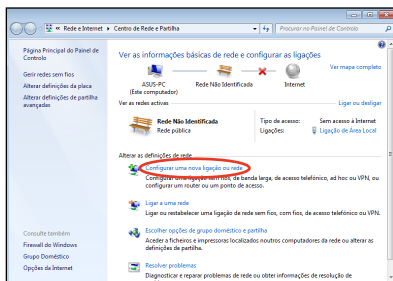 « Rede e Internet ▸ Centro de Rede e Partilha
Procurar no Painel de Controlo
Página Principal do Painel de
Controlo
Gerir redes sem fios
Alterar definições da placa
Alterar definições de partilha
avançadas
Consulte também
Firewall do Windows
Grupo Doméstico
Opções da Internet
Ver as informações básicas de rede e configurar as ligações
Ver mapa completo
ASUS-PC
(Este computador)
Rede Não Identificada
Internet
Ver as redes activas
Ligar ou desligar
Rede Não Identificada
Rede pública
Tipo de acesso: Sem acesso à Internet
Ligações: Ligação de Área Local
Alterar as definições de rede
Configurar uma nova ligação ou rede
Configurar uma ligação sem fios, de banda larga, de acesso telefónico, ad hoc ou VPN, ou
configurar um router ou um ponto de acesso.
Ligar a uma rede
Ligar ou restabelecer uma ligação de rede sem fios, com fios, de acesso telefónico ou VPN.
Escolher opções de grupo doméstico e partilha
Aceder a ficheiros e impressoras localizados noutros computadores da rede ou alterar as
definições de partilha.
Resolver problemas
Diagnosticar e reparar problemas de rede ou obter informações de resolução de